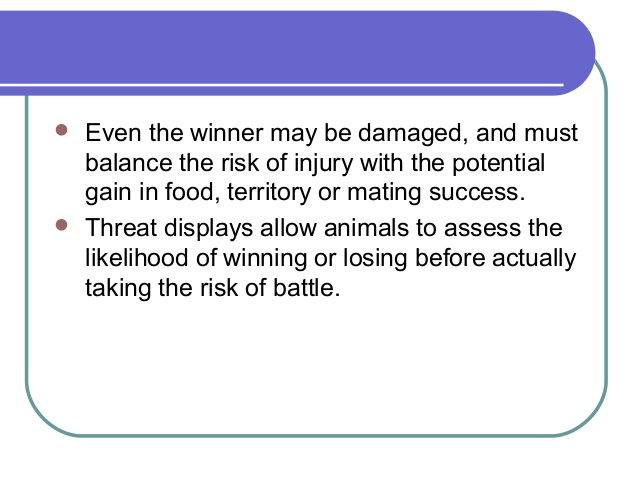 Even the winner may be damaged, and must
balance the risk of injury with the potential
gain in food, territory or mating success.
Threat displays allow animals to assess the
likelihood of winning or losing before actually
taking the risk of battle.